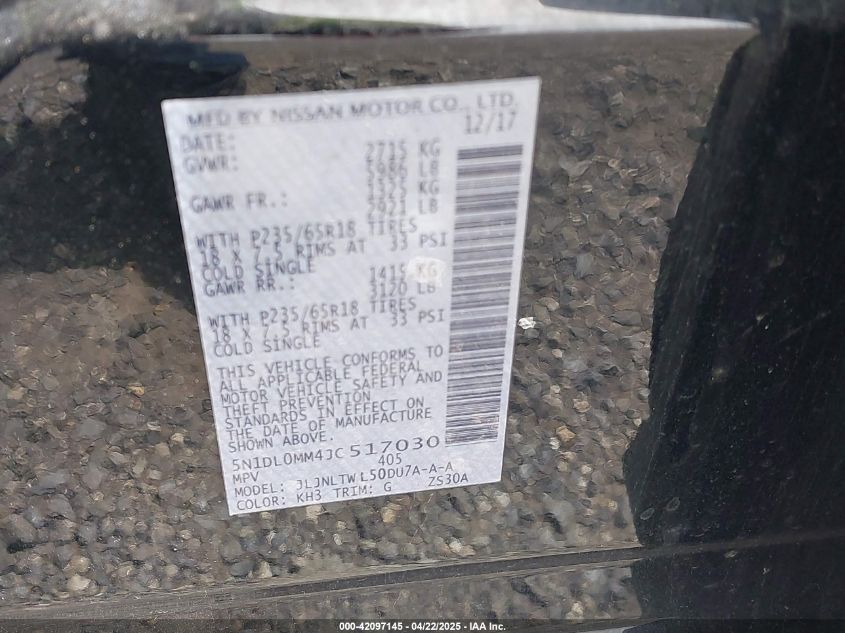 MFD BY NISSAN MOTOR CO., LTD.
DATE: 12/17
GVWR: 2715 KG
5986 LB
GAWR FR.: 1325 KG
2921 LB
WITH P235/65R18 TIRES
18 X 7.5 RIMS AT 33 PSI
COLD SINGLE
GAWR RR.: 1415 KG
3120 LB
WITH P235/65R18 TIRES
18 X 7.5 RIMS AT 33 PSI
COLD SINGLE
THIS VEHICLE CONFORMS TO
ALL APPLICABLE FEDERAL
MOTOR VEHICLE SAFETY AND
THEFT PREVENTION
STANDARDS IN EFFECT ON
THE DATE OF MANUFACTURE
SHOWN ABOVE.
5N1DL0MM4JC517030
MPV 405
MODEL: JLJNLTWL50DU7A-A-A
COLOR: KH3 TRIM: G ZS30A
000-42097145 - 04/22/2025 - IAA Inc.